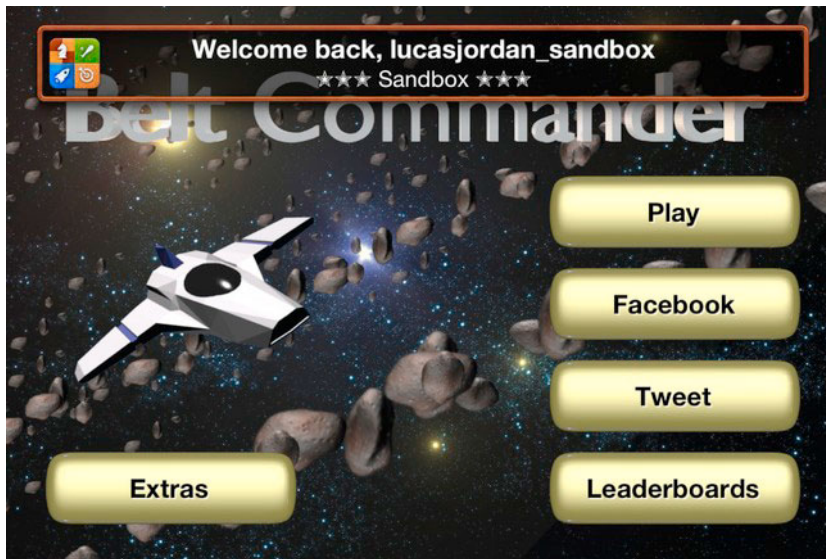 Welcome back, lucasjordan_sandbox
★★★ Sandbox ★★★
Belt Commander
Play
Facebook
Tweet
Extras
Leaderboards